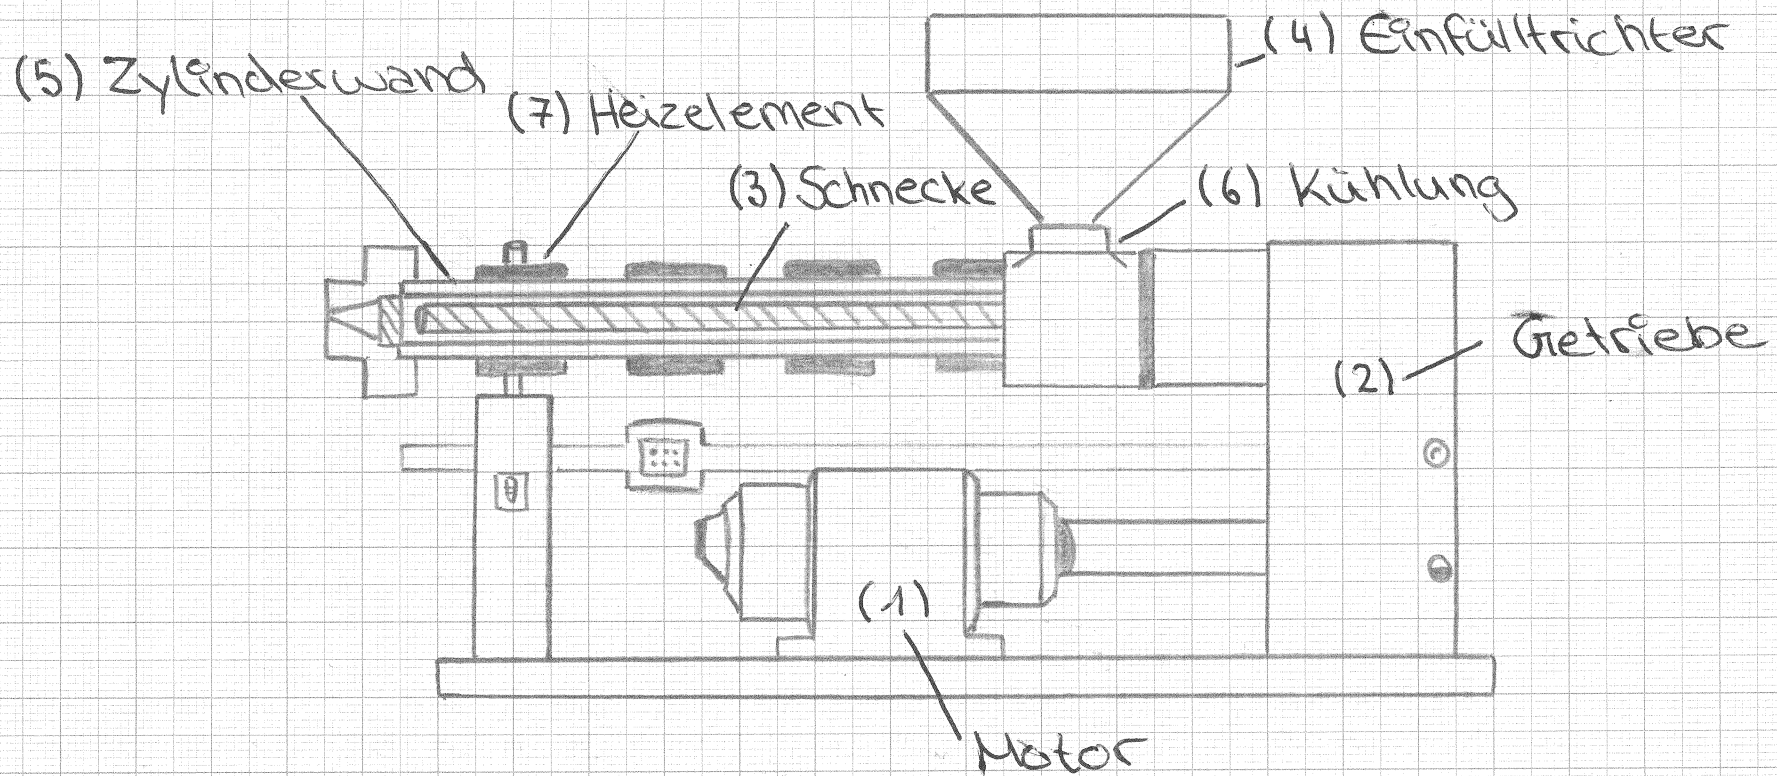 (4) Einfülltrichter
(5) Zylinderwand
(7) Heizelement
(3) Schnecke
(6) Kühlung
Getriebe
(2)
(1)
Motor